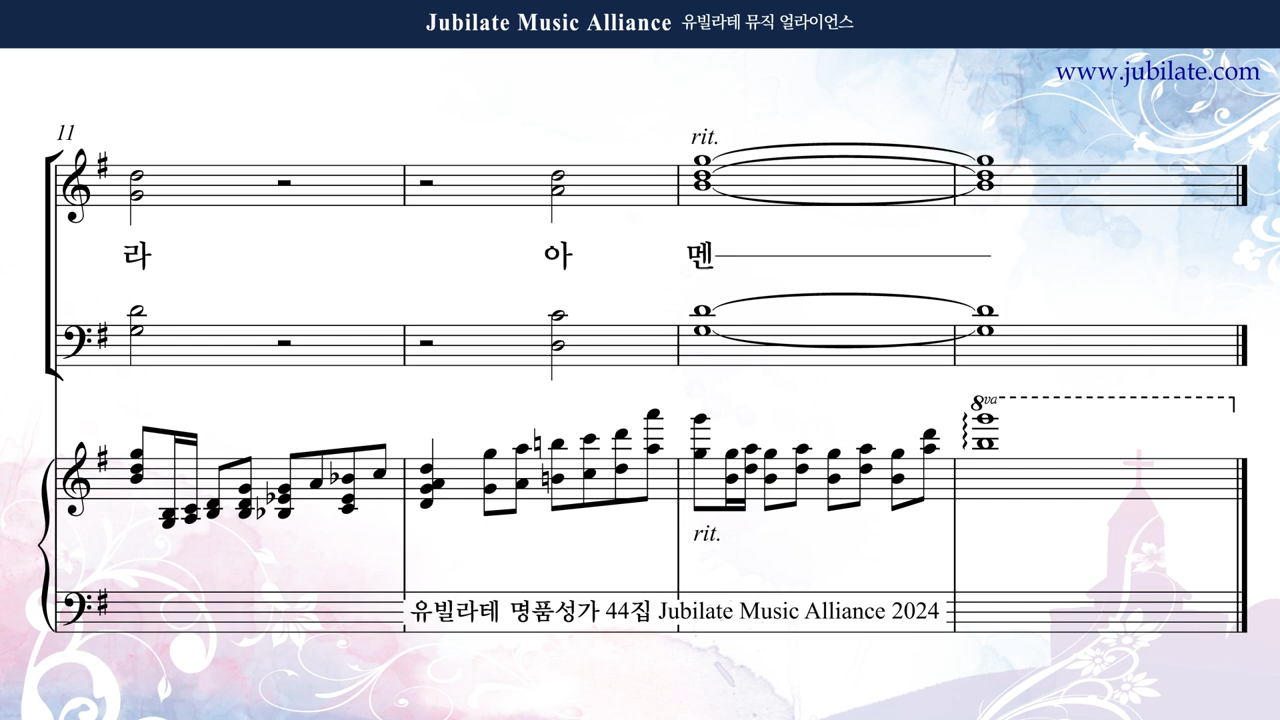 Jubilate Music Alliance 유빌라테 뮤직 얼라이언스
www.jubilate.com
11
rit.
라 아 멘
8va
rit.
유빌라테 명품성가 44집 Jubilate Music Alliance 2024